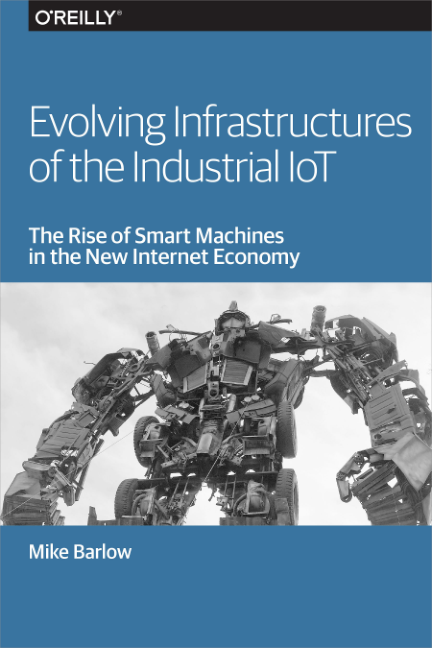 O'REILLY®
Evolving Infrastructures
of the Industrial IoT
The Rise of Smart Machines
in the New Internet Economy
Mike Barlow